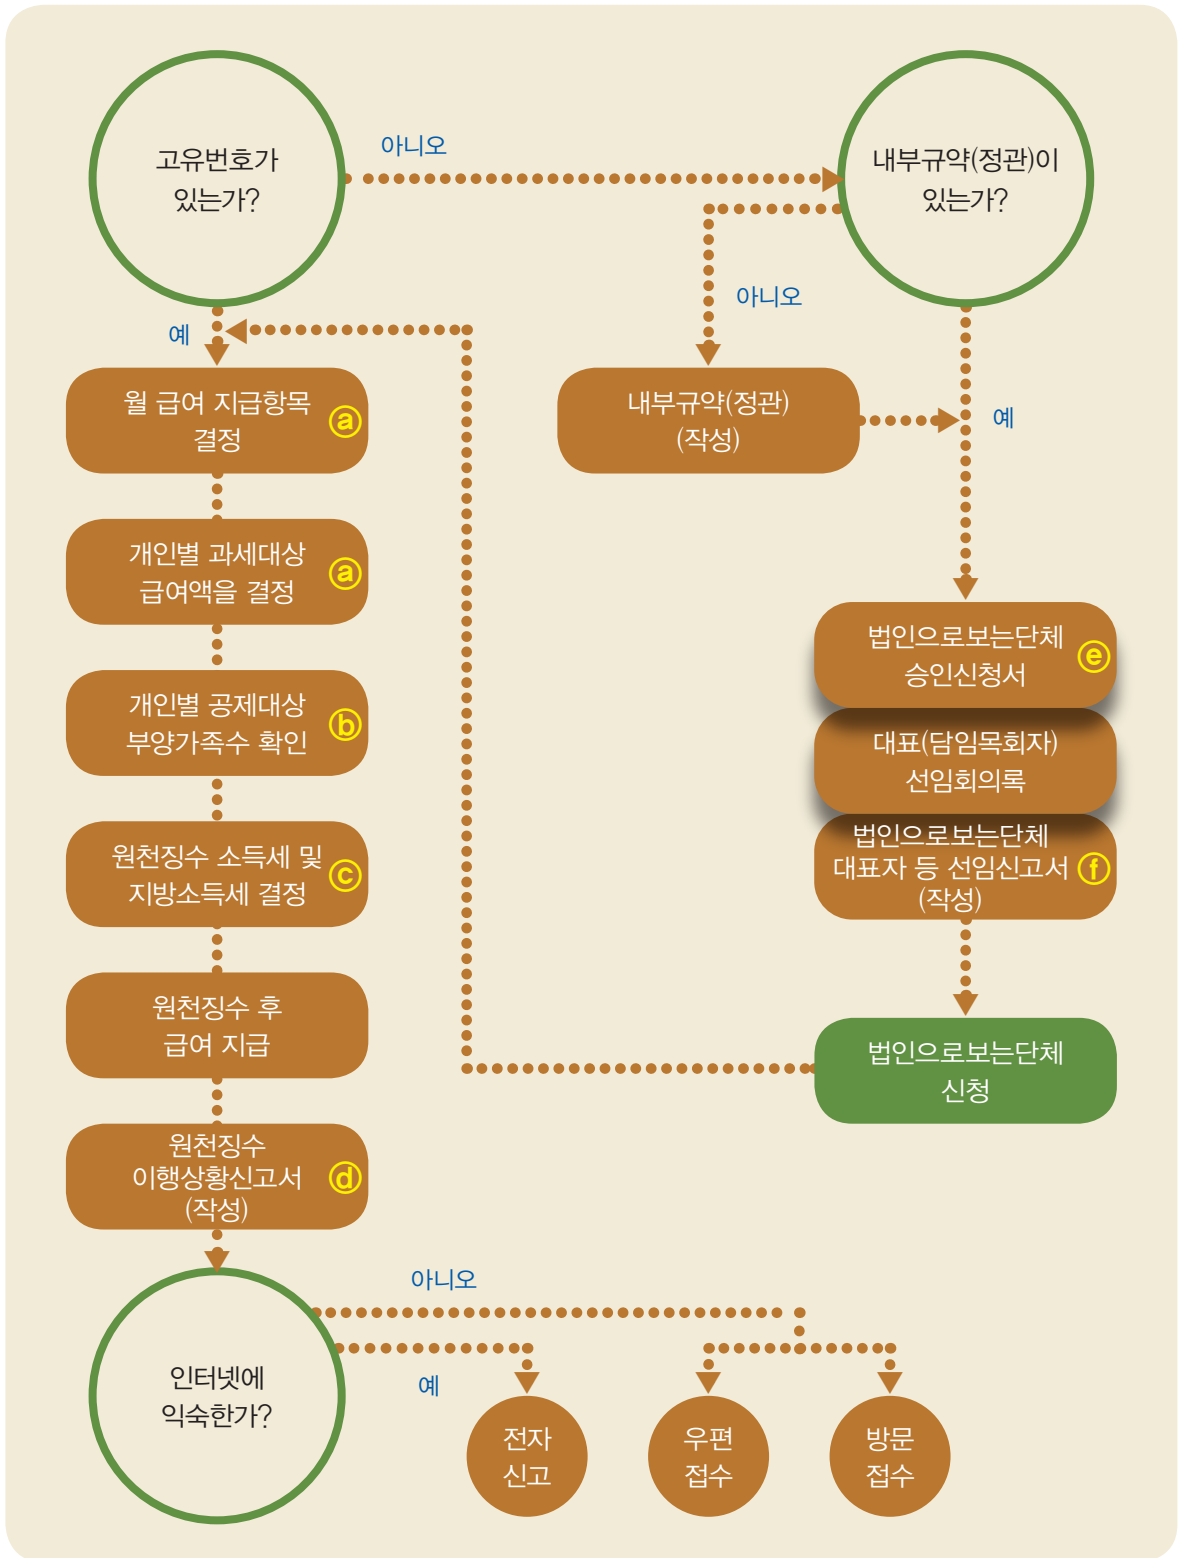 고유번호가
있는가?
아니오
내부규약(정관)이
있는가?
아니오
예
월 급여 지급항목
결정
ⓐ
내부규약(정관)
(작성)
예
개인별 과세대상
급여액을 결정
ⓐ
개인별 공제대상
부양가족수 확인
ⓑ
원천징수 소득세 및
지방소득세 결정
ⓒ
원천징수 후
급여 지급
원천징수
이행상황신고서
(작성)
ⓓ
법인으로보는단체
승인신청서
ⓔ
대표(담임목회자)
선임회의록
법인으로보는단체
대표자 등 선임신고서
(작성)
ⓕ
법인으로보는단체
신청
인터넷에
익숙한가?
아니오
예
전자
신고
우편
접수
방문
접수